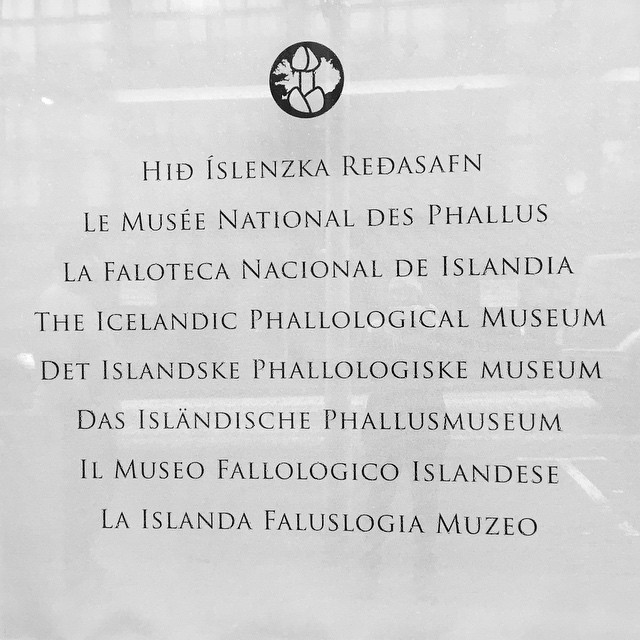 Hið Íslenzka Reðasafn
Le Musée National des Phallus
La Faloteca Nacional de Islandia
The Icelandic Phallological Museum
Det Islandske Phallologiske museum
Das Isländische Phallusmuseum
Il Museo Fallologico Islandese
La Islanda Faluslogia Muzeo